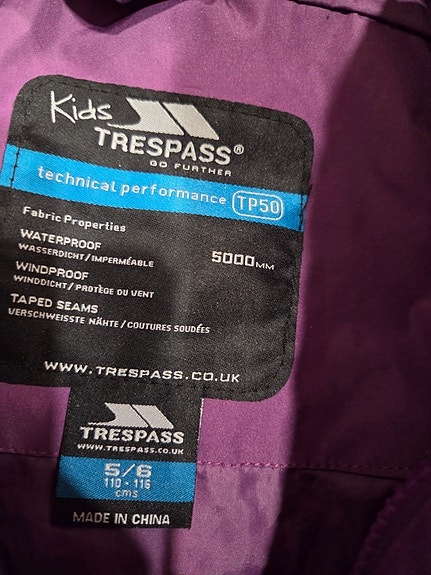 Kids
TRESPASS®
GO FURTHER
technical performance TP50
Fabric Properties
WATERPROOF 5000MM
WASSERDICHT / IMPERMÉABLE
WINDPROOF
WINDDICHT / PROTÈGE DU VENT
TAPED SEAMS
VERSCHWEISSTE NÄHTE / COUTURES SOUDÉES
WWW.TRESPASS.CO.UK
TRESPASS
WWW.TRESPASS.CO.UK
5/6
110 - 116
cms
MADE IN CHINA